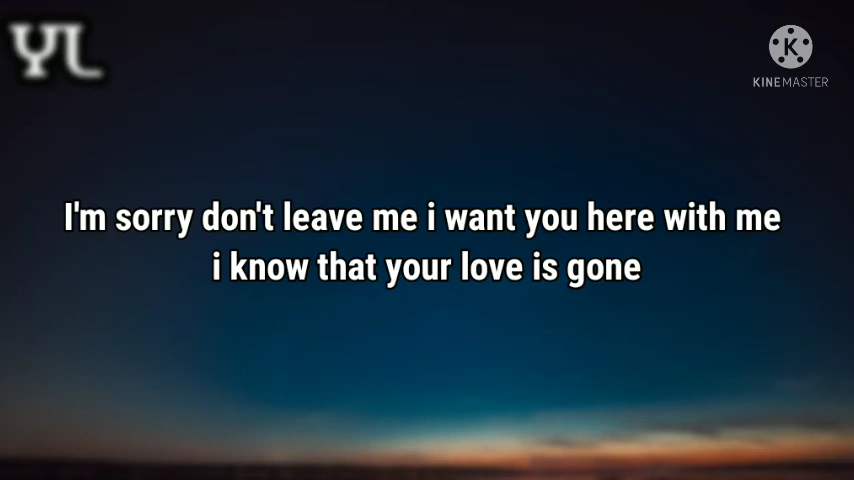 YL
K
KINEMASTER
I'm sorry don't leave me i want you here with me
i know that your love is gone